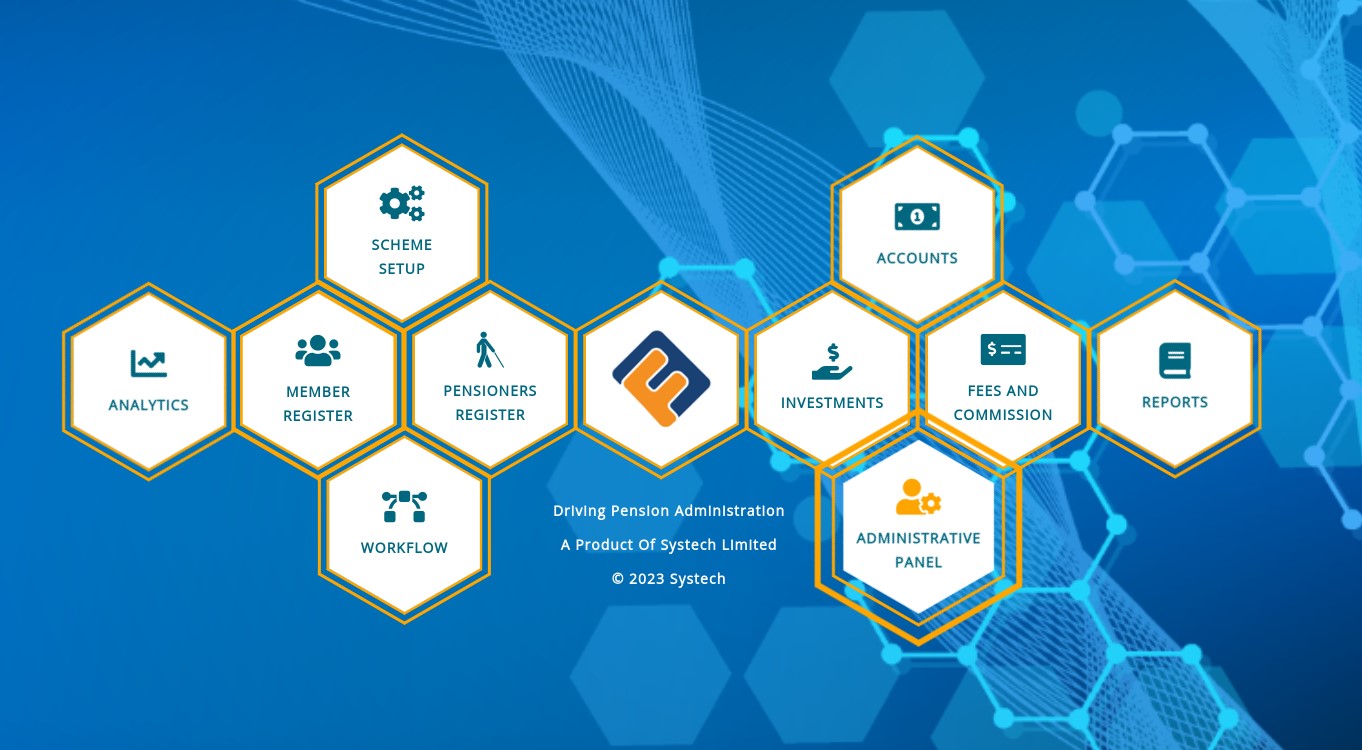 SCHEME
SETUP
ACCOUNTS
ANALYTICS
MEMBER
REGISTER
PENSIONERS
REGISTER
$
INVESTMENTS
$
FEES AND
COMMISSION
REPORTS
WORKFLOW
Driving Pension Administration
A Product Of Systech Limited
© 2023 Systech
ADMINISTRATIVE
PANEL